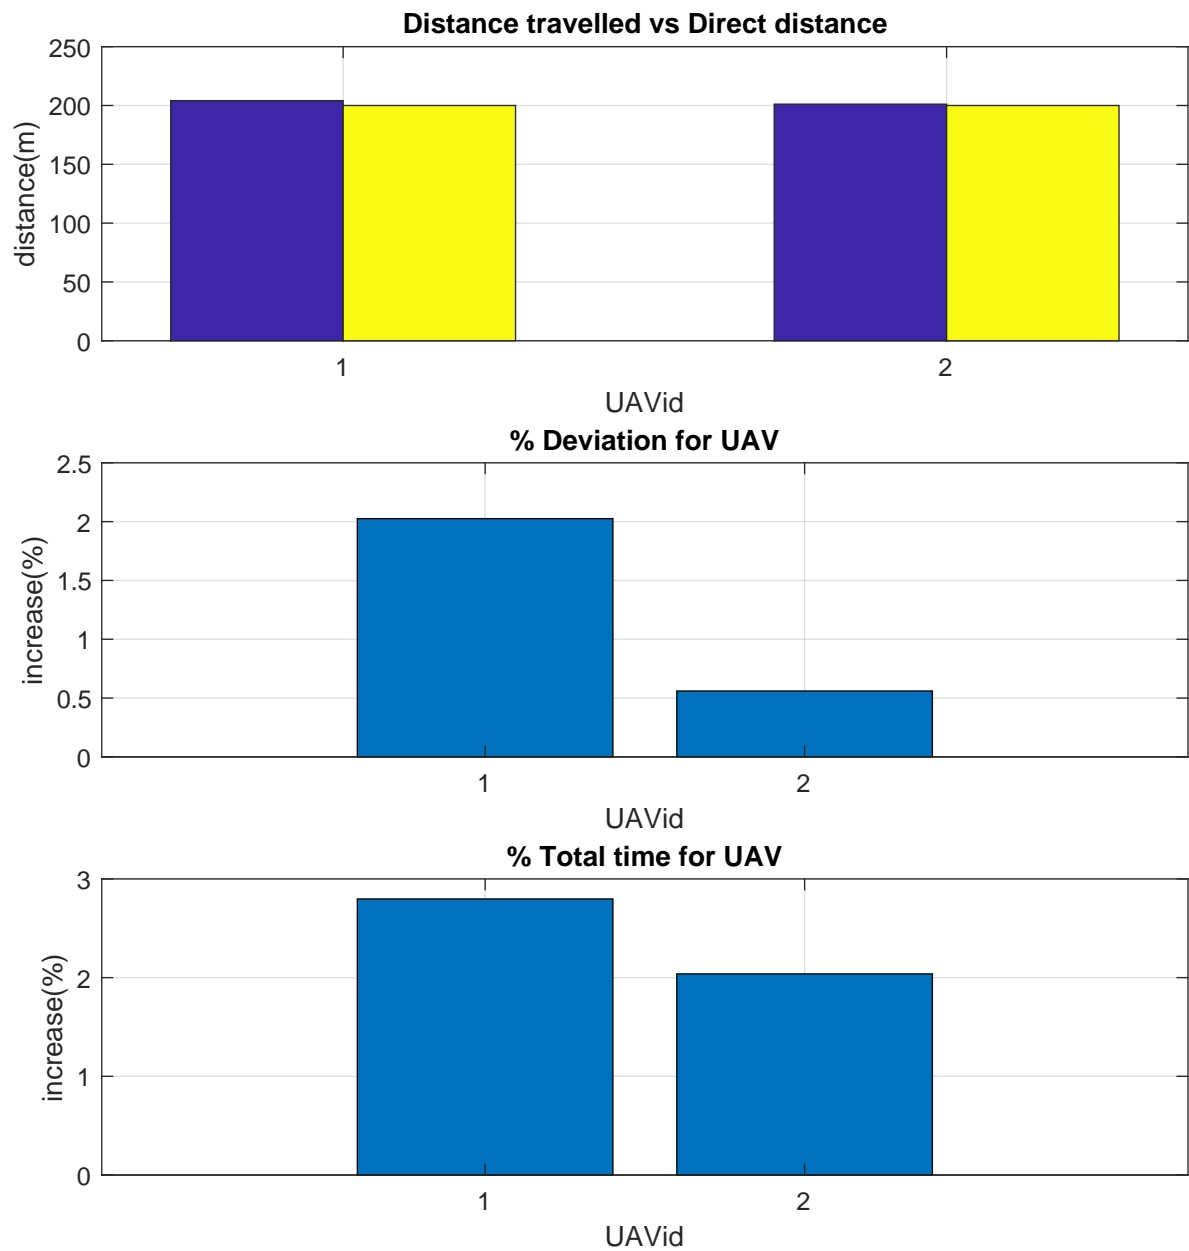 Distance travelled vs Direct distance
250
200
150
100
50
0
distance(m)
1 2
UAVid
% Deviation for UAV
2.5
2
1.5
1
0.5
0
increase(%)
1 2
UAVid
% Total time for UAV
3
2
1
0
increase(%)
1 2
UAVid